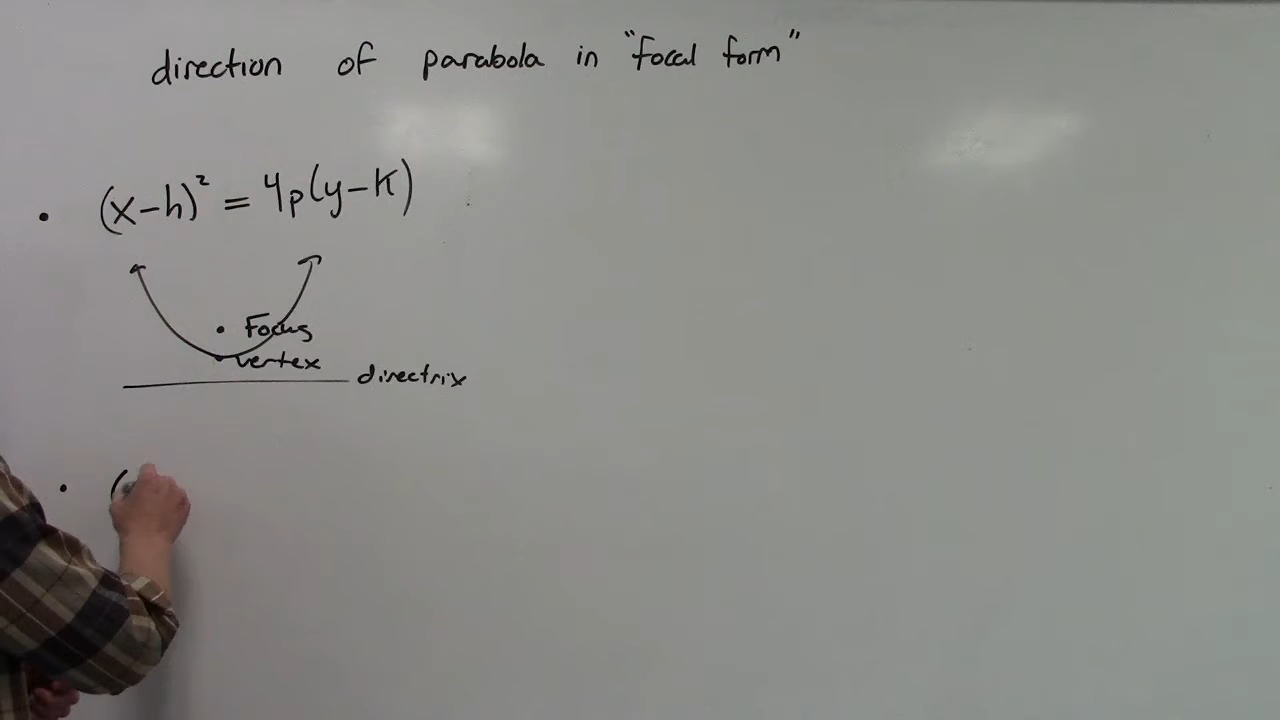 direction of parabola in "focal form"
• (x-h)² = 4p(y-k)
• Focus
vertex
directrix
• (